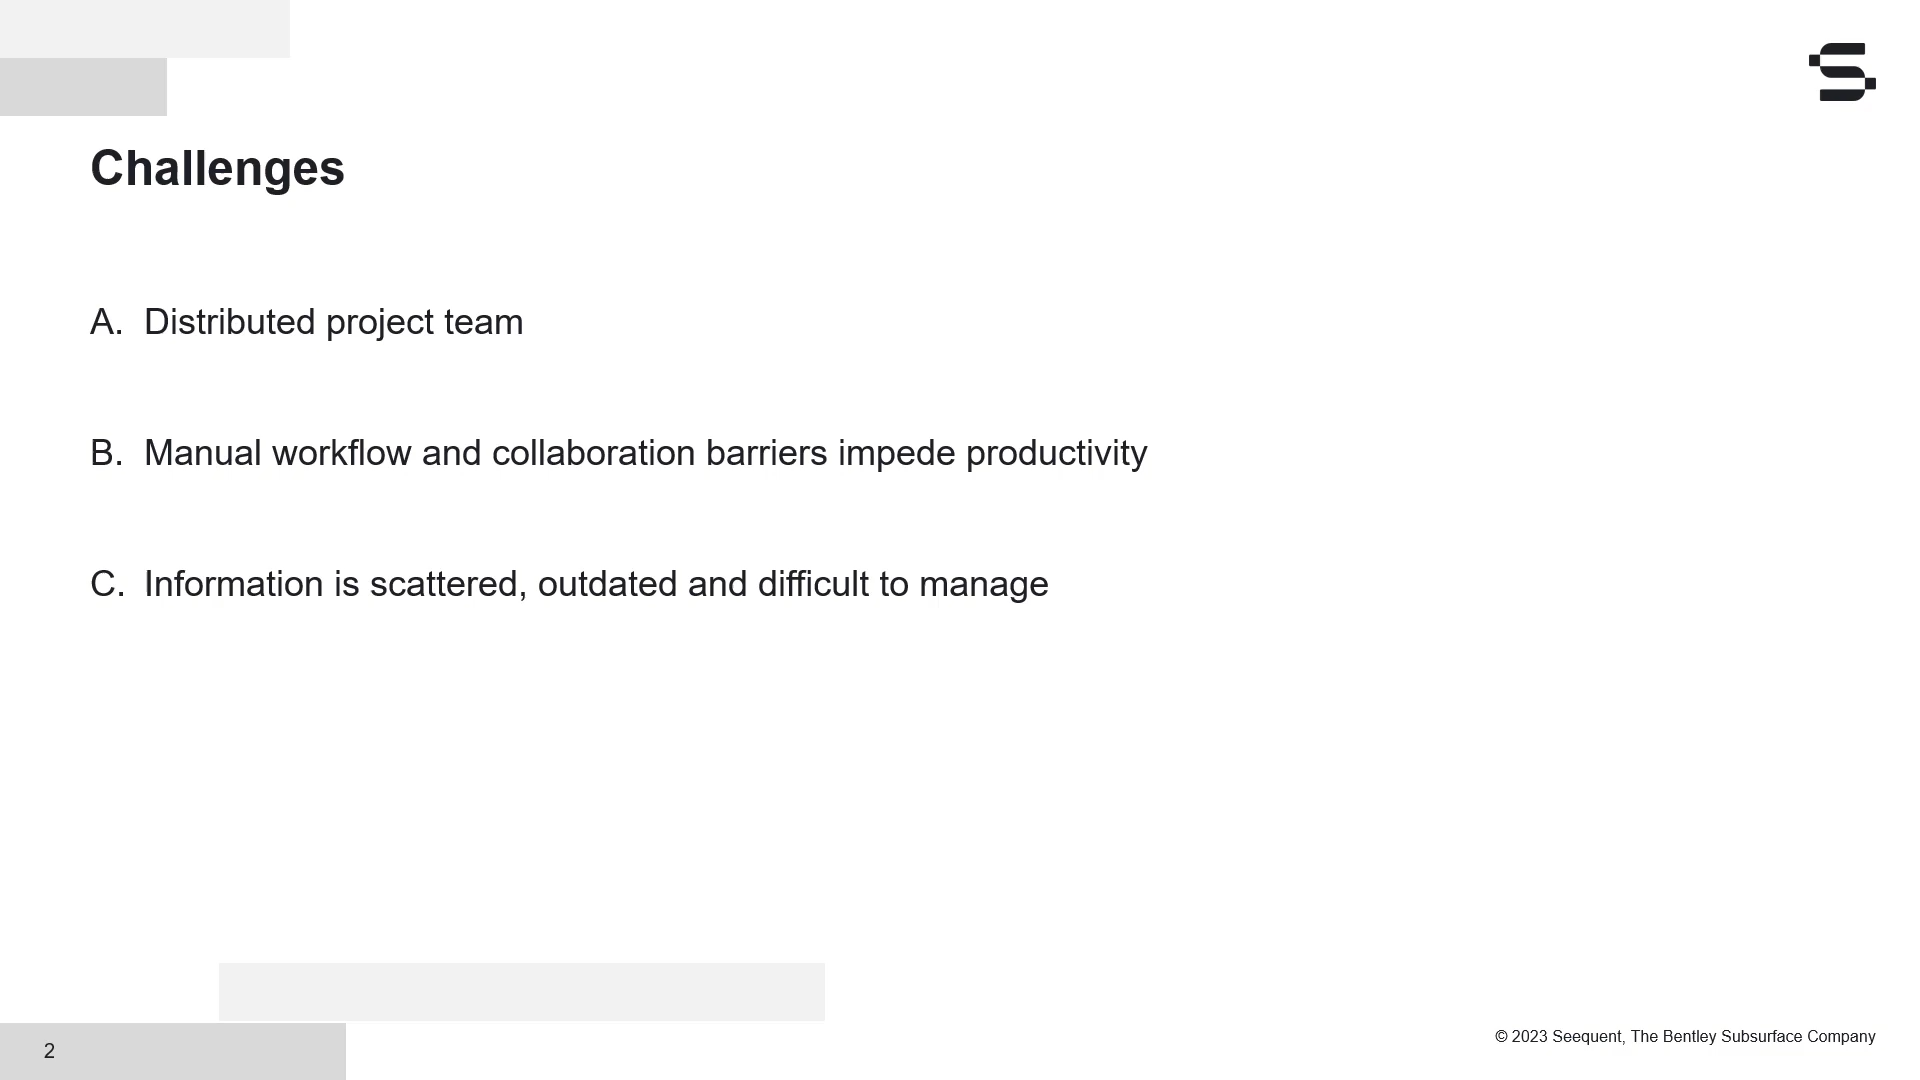 Challenges
A. Distributed project team
B. Manual workflow and collaboration barriers impede productivity
C. Information is scattered, outdated and difficult to manage
2
© 2023 Seequent, The Bentley Subsurface Company